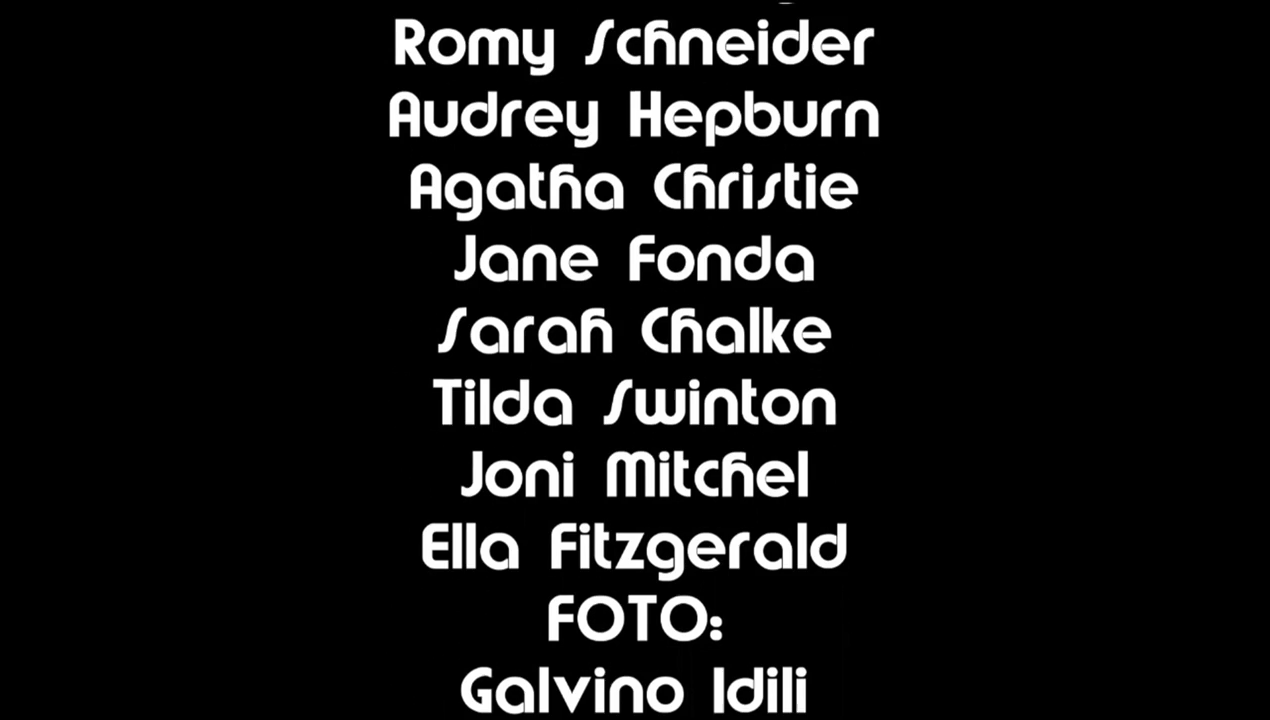 Romy Schneider
Audrey Hepburn
Agatha Christie
Jane Fonda
Sarah Chalke
Tilda Swinton
Joni Mitchel
Ella Fitzgerald
FOTO:
Galvino Idili